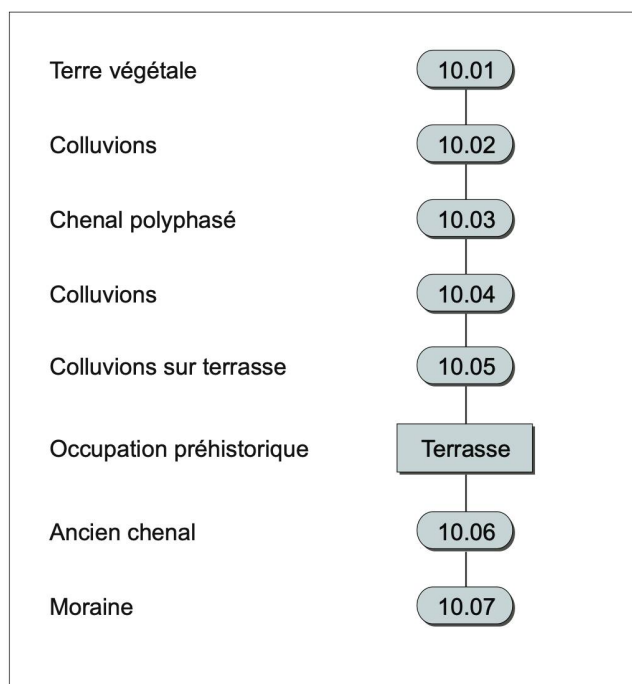 Terre végétale 10.01
Colluvions 10.02
Chenal polyphasé 10.03
Colluvions 10.04
Colluvions sur terrasse 10.05
Occupation préhistorique Terrasse
Ancien chenal 10.06
Moraine 10.07